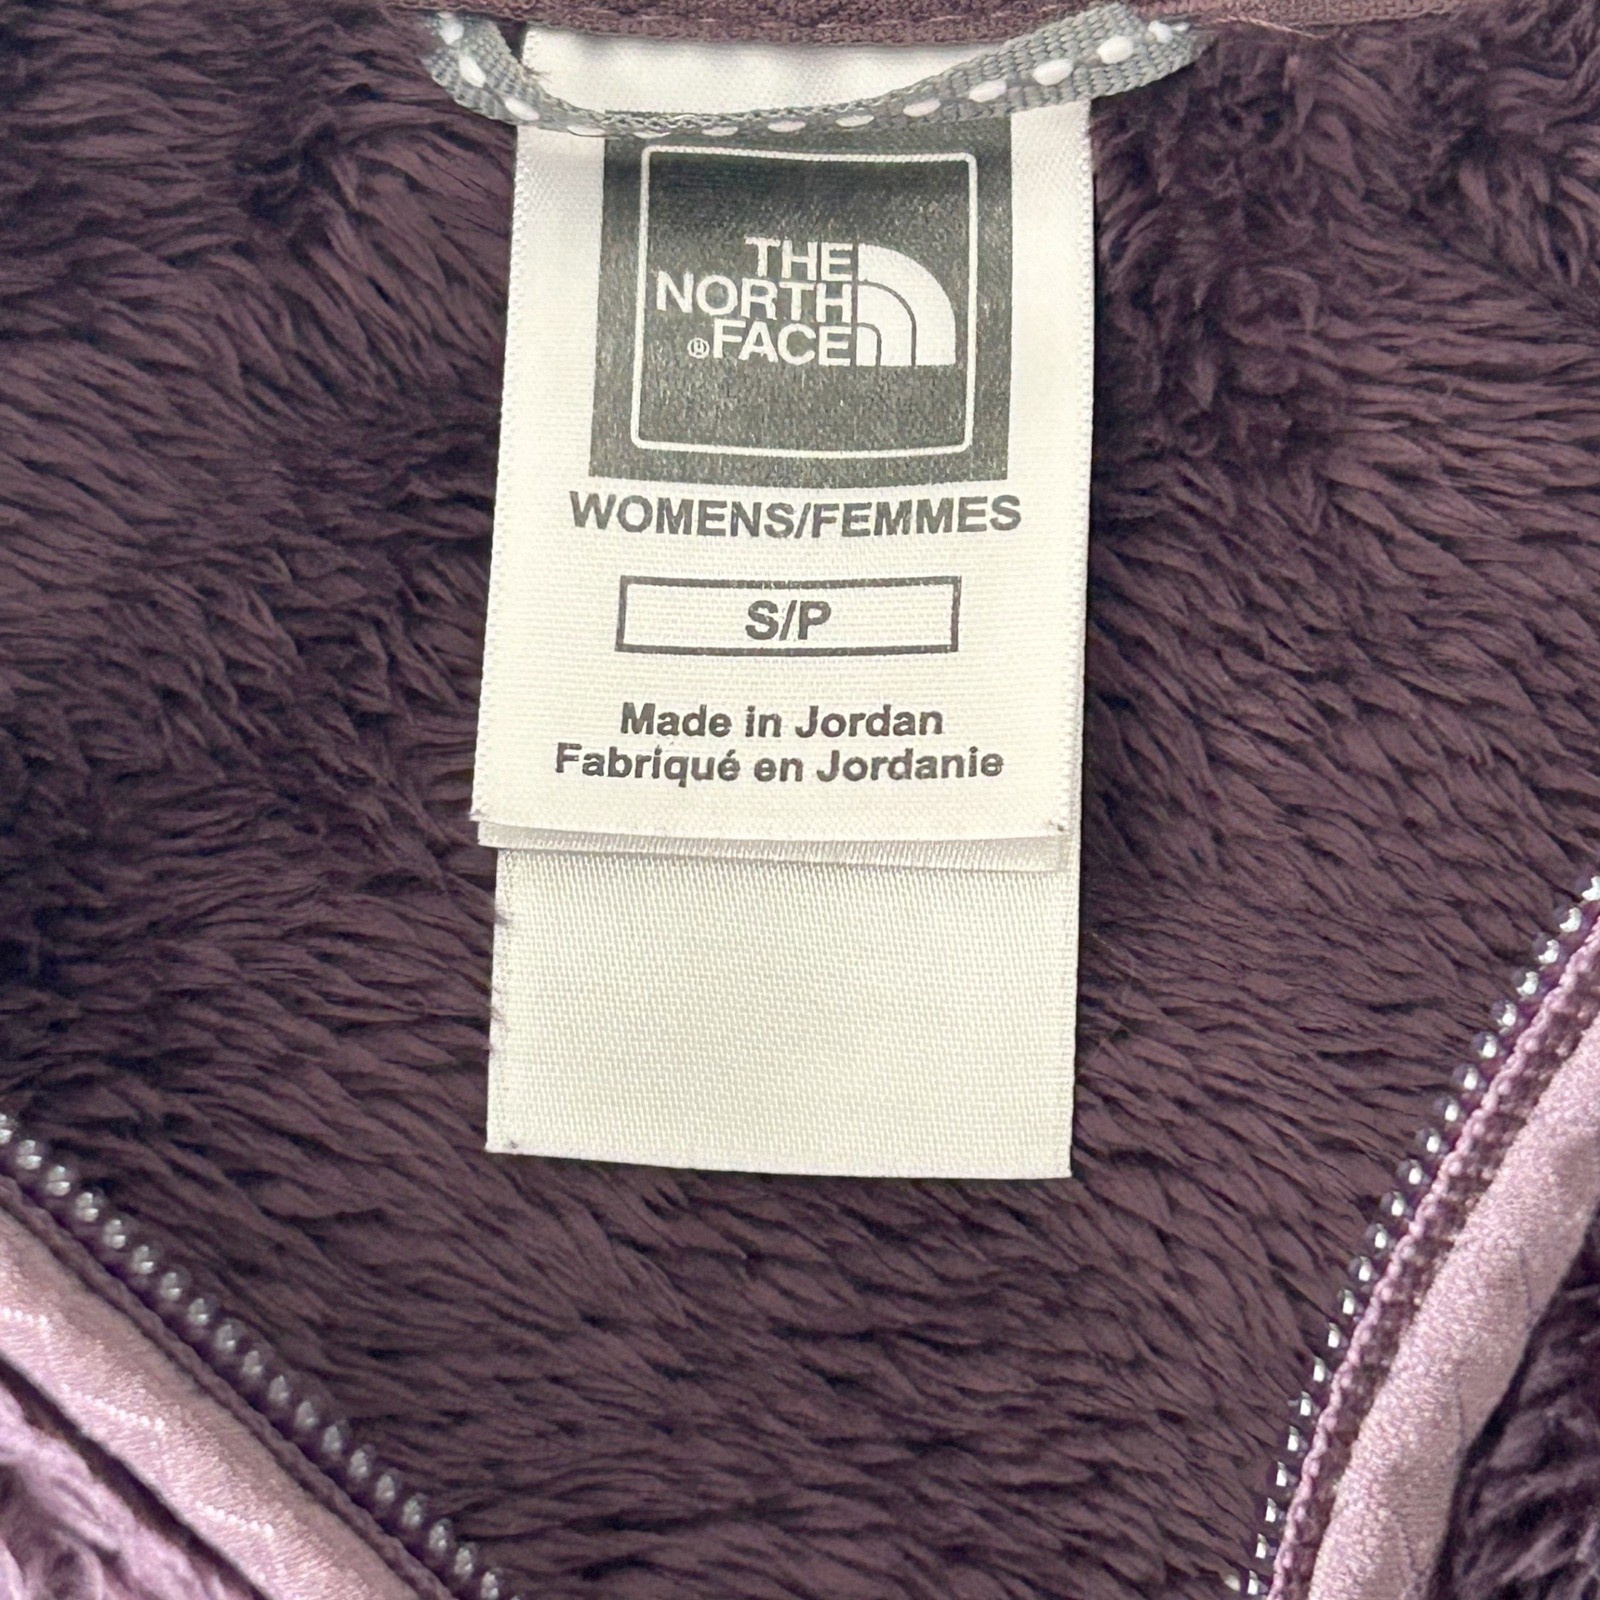 THE
NORTH
®FACE
WOMENS/FEMMES
S/P
Made in Jordan
Fabriqué en Jordanie